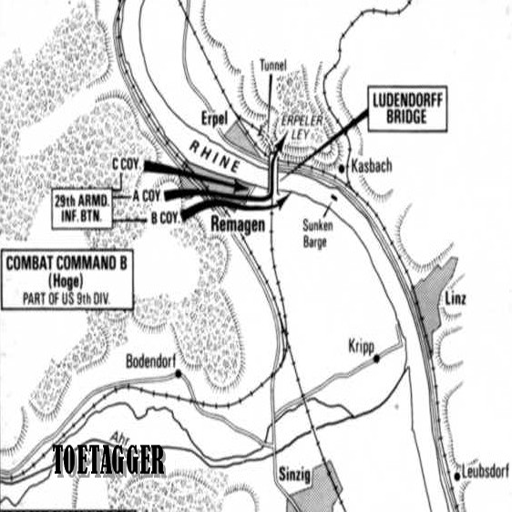 Tunnel
LUDENDORFF
BRIDGE
Erpel
ERPELER
LEY
RHINE
C COY.
Kasbach
29th ARMD.
INF. BTN.
A COY
B COY.
Remagen
Sunken
Barge
COMBAT COMMAND B
(Hoge)
PART OF US 9th DIV.
Linz
Kripp
Bodendorf
Ahr
TOETAGGER
Sinzig
Leubsdorf